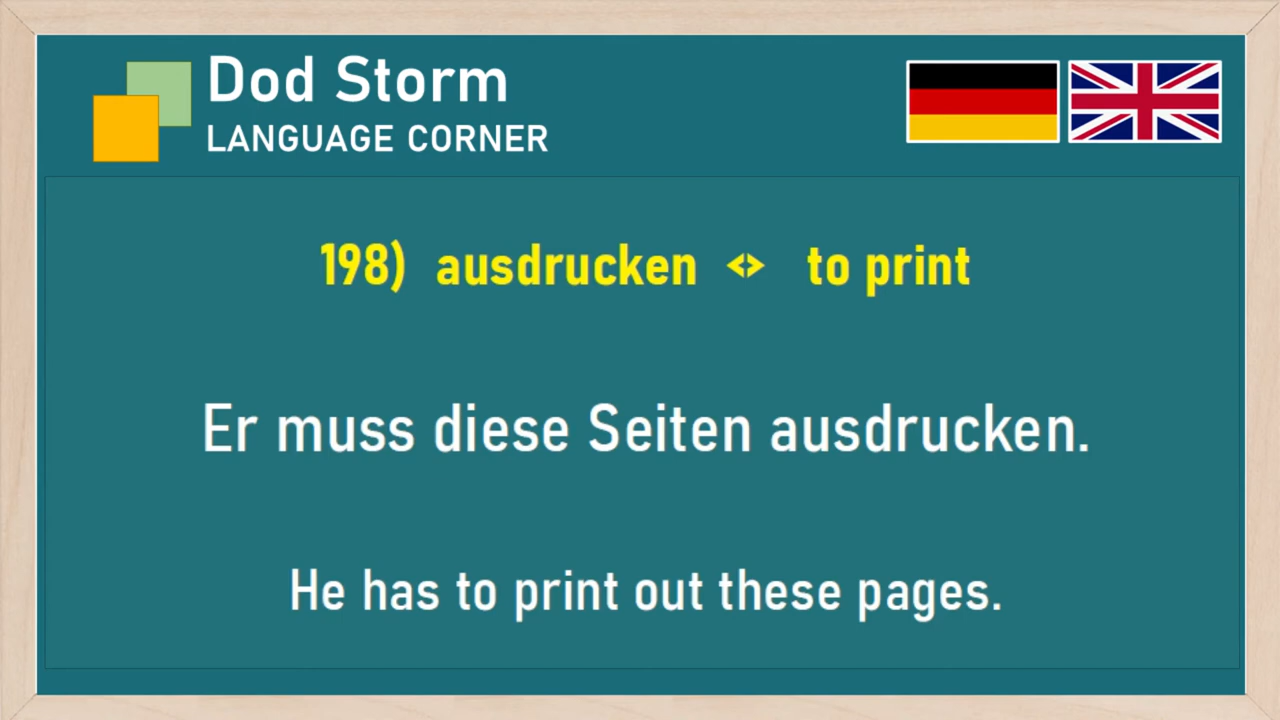 Dod Storm
LANGUAGE CORNER
198) ausdrucken <> to print
Er muss diese Seiten ausdrucken.
He has to print out these pages.